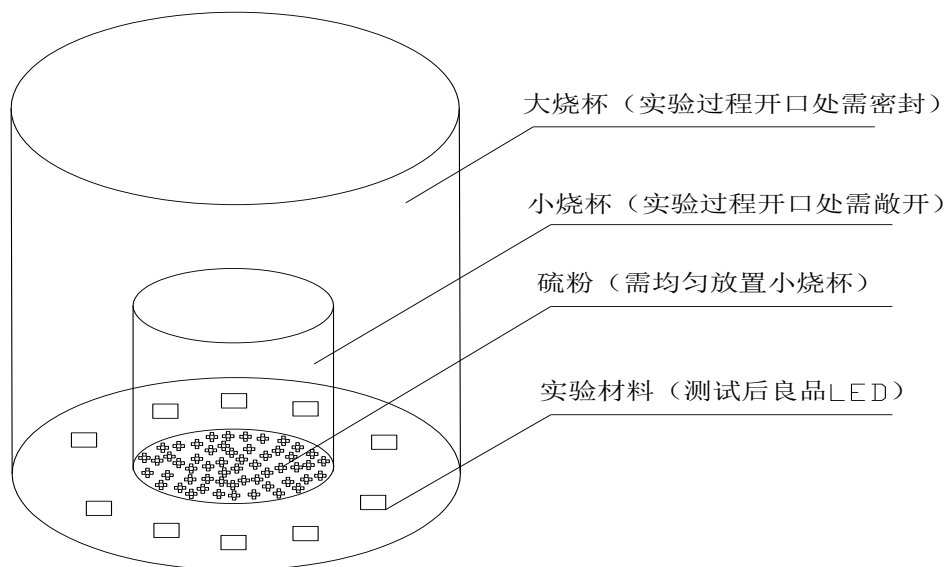 大烧杯（实验过程开口处需密封）
小烧杯（实验过程开口处需敞开）
硫粉（需均匀放置小烧杯）
实验材料（测试后良品LED）